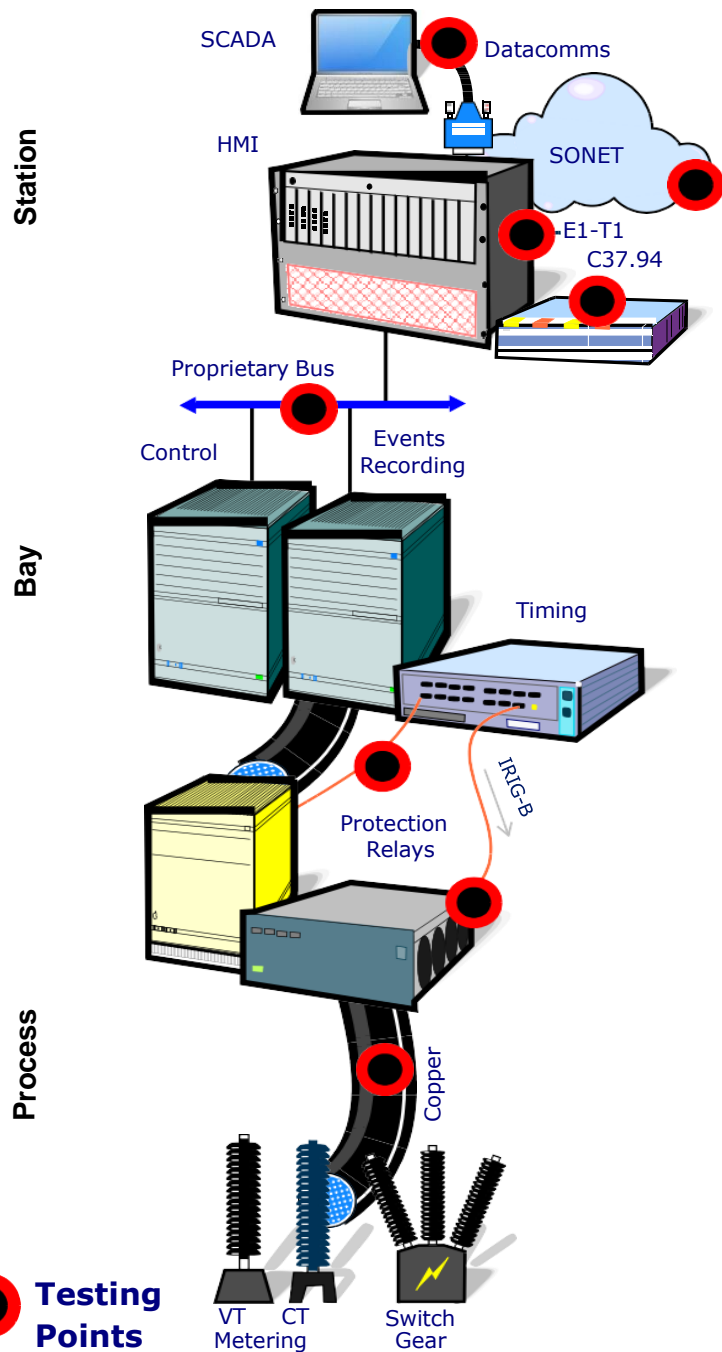 SCADA
Datacomms
Station
HMI
SONET
E1-T1
C37.94
Proprietary Bus
Control
Events
Recording
Bay
Timing
IRIG-B
Protection
Relays
Process
Copper
VT CT
Metering
Switch
Gear
Testing
Points